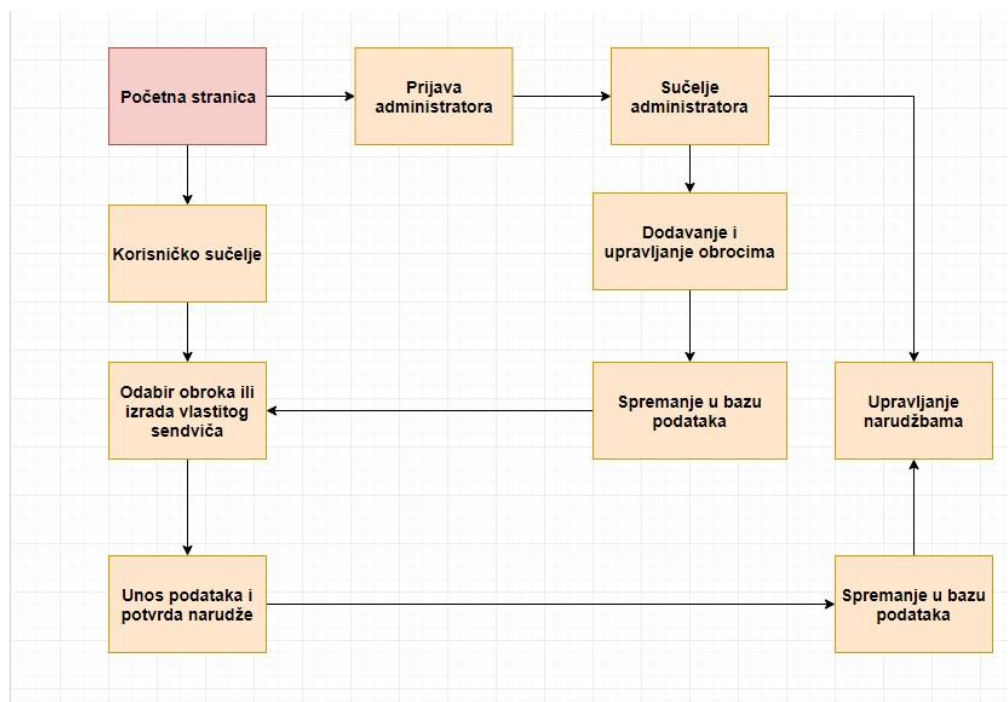 Početna stranica
Prijava
administratora
Sučelje
administratora
Korisničko sučelje
Dodavanje i
upravljanje obrocima
Odabir obroka ili
izrada vlastitog
sendviča
Spremanje u bazu
podataka
Upravljanje
narudžbama
Unos podataka i
potvrda narudže
Spremanje u bazu
podataka